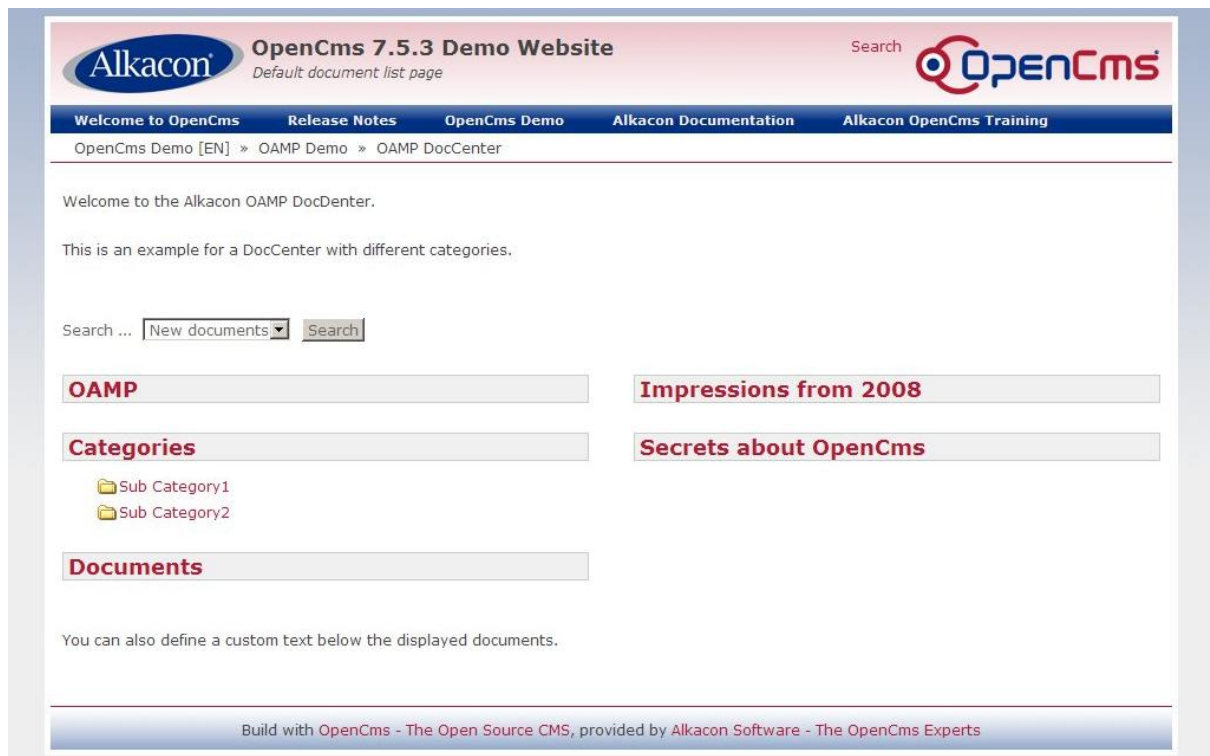 Alkacon
OpenCms 7.5.3 Demo Website
Default document list page
Search
OpenCms
Welcome to OpenCms Release Notes OpenCms Demo Alkacon Documentation Alkacon OpenCms Training
OpenCms Demo [EN] » OAMP Demo » OAMP DocCenter
Welcome to the Alkacon OAMP DocDenter.
This is an example for a DocCenter with different categories.
Search ... New documents Search
OAMP
Categories
Sub Category1
Sub Category2
Documents
Impressions from 2008
Secrets about OpenCms
You can also define a custom text below the displayed documents.
Build with OpenCms - The Open Source CMS, provided by Alkacon Software - The OpenCms Experts